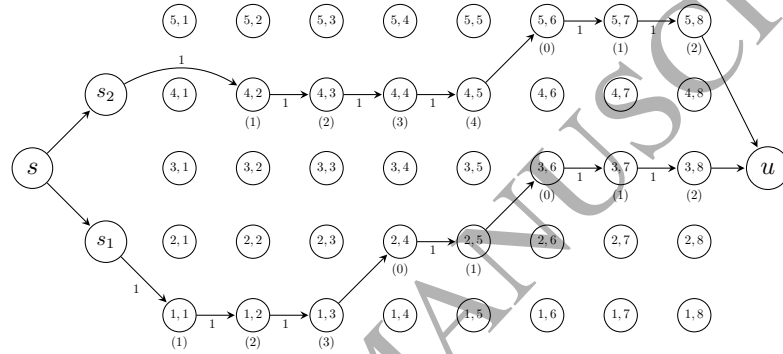 5, 1 5, 2 5, 3 5, 4 5, 5 5, 6 1 5, 7 1 5, 8
(0) (1) (2)
1
s₂ 4, 1 4, 2 1 4, 3 1 4, 4 1 4, 5 4, 6 4, 7 4, 8
(1) (2) (3) (4)
s 3, 1 3, 2 3, 3 3, 4 3, 5 3, 6 1 3, 7 1 3, 8 u
(0) (1) (2)
s₁ 2, 1 2, 2 2, 3 2, 4 1 2, 5 2, 6 2, 7 2, 8
(0) (1)
1
1, 1 1 1, 2 1 1, 3 1, 4 1, 5 1, 6 1, 7 1, 8
(1) (2) (3)
MANUSC